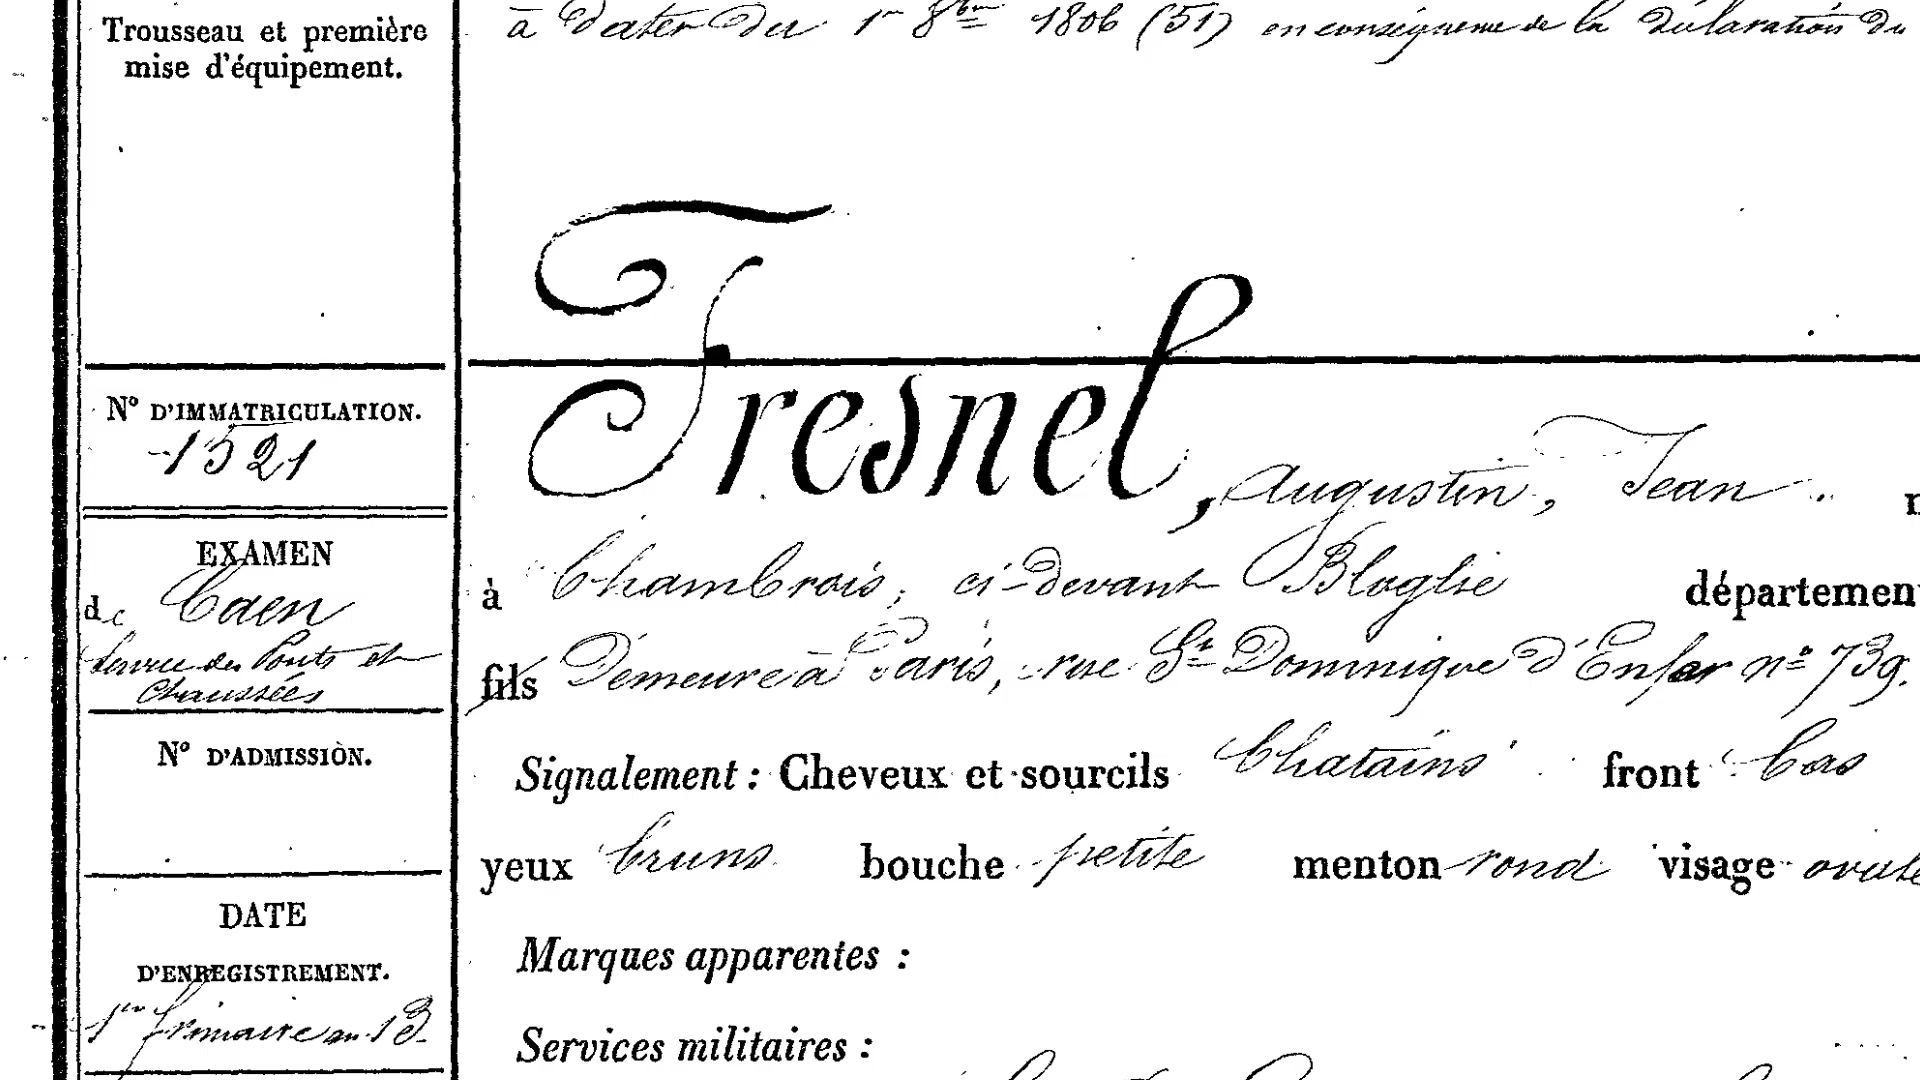 Trousseau et première
mise d'équipement.
à dater du 1er 8bre 1806 (51) en conséquence de la déclaration du
N° D'IMMATRICULATION.
1521
EXAMEN
de Caen
Service des Ponts et
Chaussées
N° D'ADMISSION.
DATE
D'ENREGISTREMENT.
1er frimaire an 13
Fresnel, Augustin, Jean
à Chambrois, ci-devant Bloglie département
fils Demeure à Paris, rue St Dominique d'Enfer n° 739.
Signalement : Cheveux et sourcils Chatains front bas
yeux bruns bouche petite menton rond visage ovale
Marques apparentes :
Services militaires :